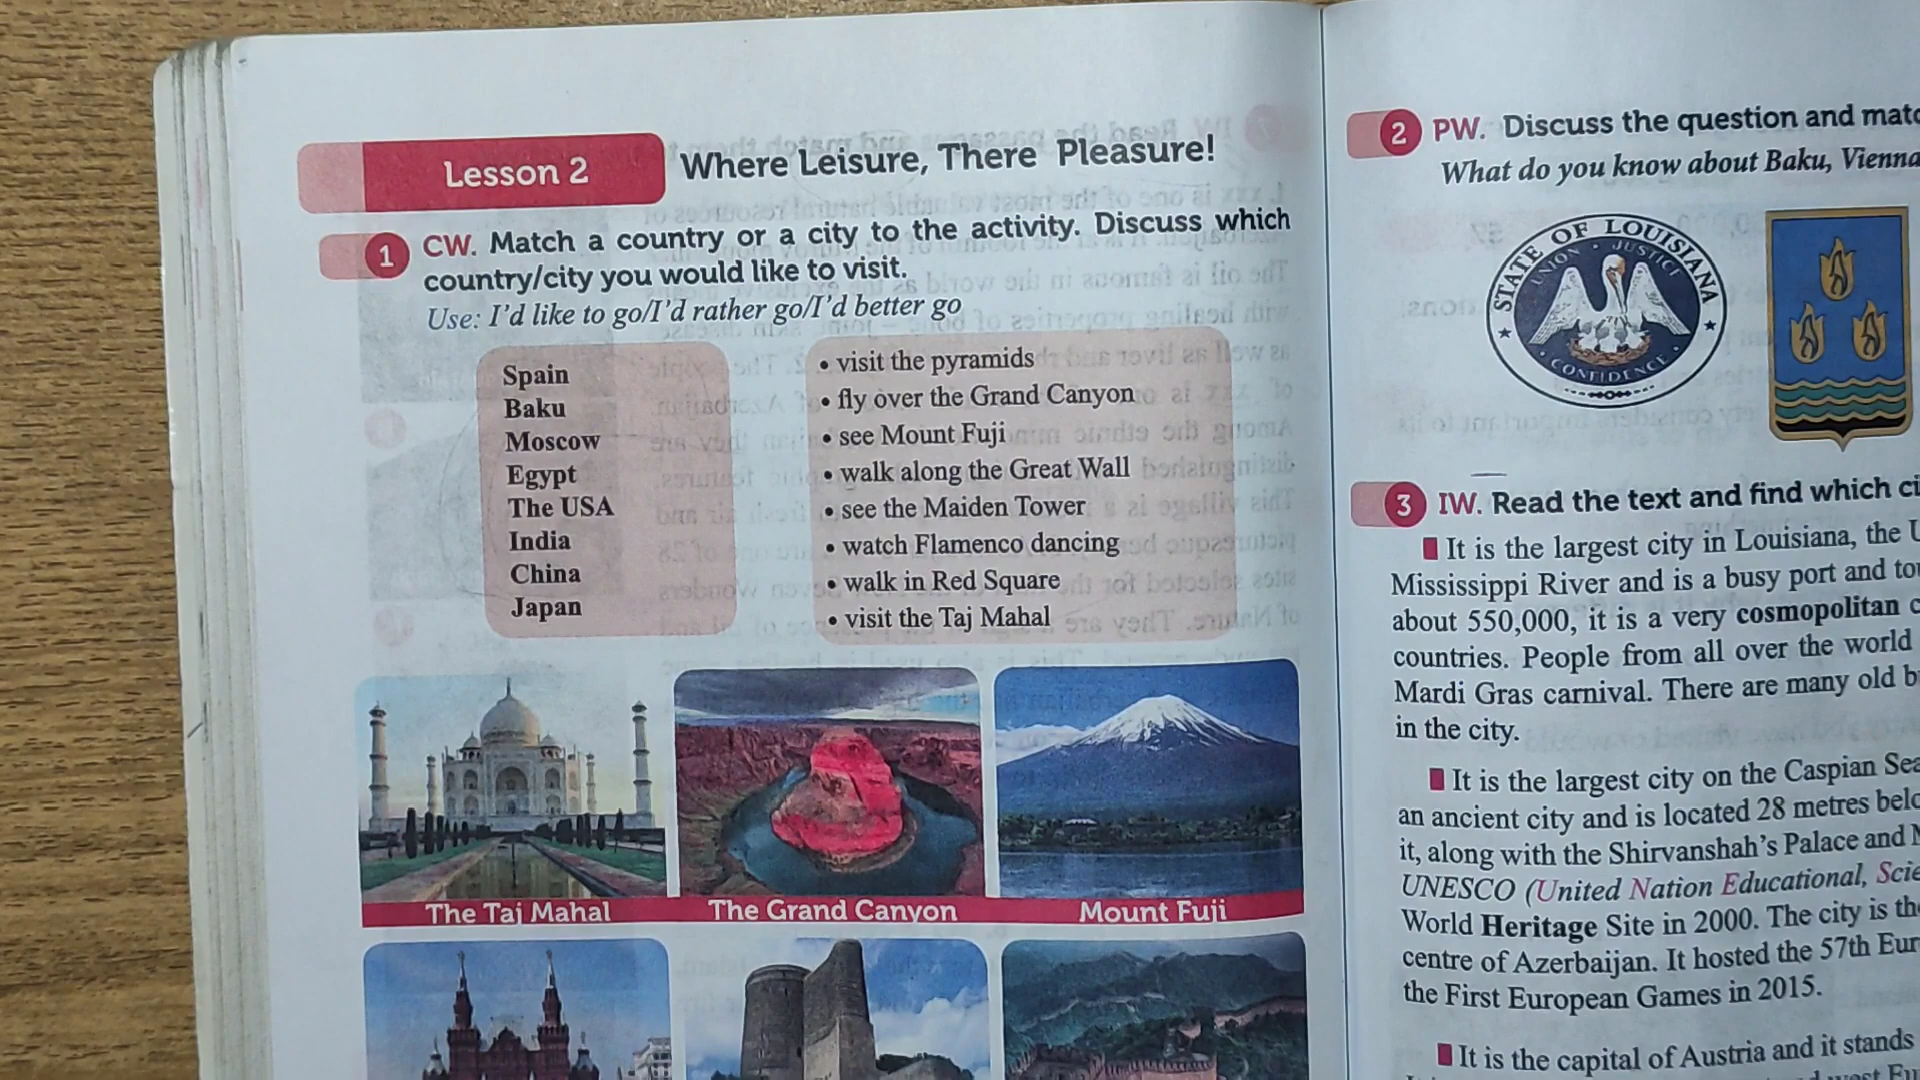 Lesson 2
Where Leisure, There Pleasure!
1 CW. Match a country or a city to the activity. Discuss which
country/city you would like to visit.
Use: I'd like to go/I'd rather go/I'd better go
Spain
Baku
Moscow
Egypt
The USA
India
China
Japan
• visit the pyramids
• fly over the Grand Canyon
• see Mount Fuji
• walk along the Great Wall
• see the Maiden Tower
• watch Flamenco dancing
• walk in Red Square
• visit the Taj Mahal
The Taj Mahal
The Grand Canyon
Mount Fuji
2 PW. Discuss the question and
What do you know about Baku, Vienna
STATE OF LOUISIANA
UNION • JUSTICE
• CONFIDENCE •
3 IW. Read the text and find which
It is the largest city in Louisiana, the
Mississippi River and is a busy port and
about 550,000, it is a very cosmopolitan
countries. People from all over the world
Mardi Gras carnival. There are many old
in the city.
It is the largest city on the Caspian Sea
an ancient city and is located 28 metres
it, along with the Shirvanshah's Palace and
UNESCO (United Nation Educational,
World Heritage Site in 2000. The city is
centre of Azerbaijan. It hosted the 57th
the First European Games in 2015.
It is the capital of Austria and it stands